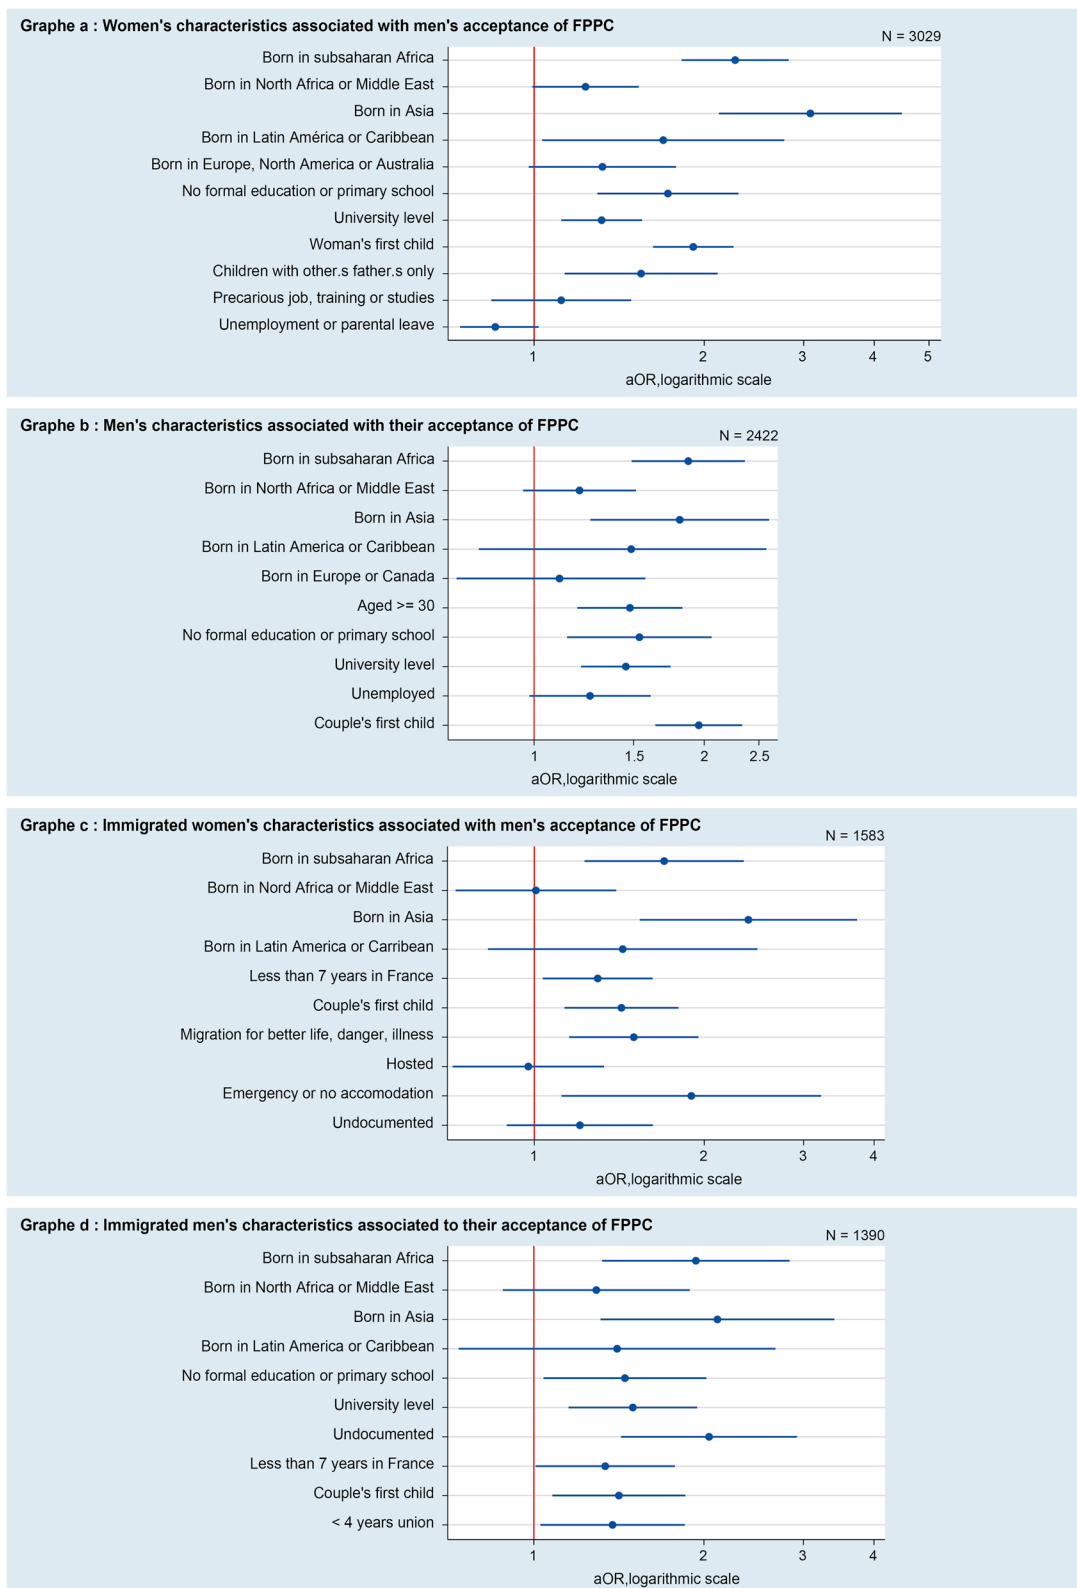 Graphe a : Women's characteristics associated with men's acceptance of FPPC
N = 3029
Born in subsaharan Africa
Born in North Africa or Middle East
Born in Asia
Born in Latin América or Caribbean
Born in Europe, North America or Australia
No formal education or primary school
University level
Woman's first child
Children with other.s father.s only
Precarious job, training or studies
Unemployment or parental leave
1 2 3 4 5
aOR,logarithmic scale
Graphe b : Men's characteristics associated with their acceptance of FPPC
N = 2422
Born in subsaharan Africa
Born in North Africa or Middle East
Born in Asia
Born in Latin America or Caribbean
Born in Europe or Canada
Aged >= 30
No formal education or primary school
University level
Unemployed
Couple's first child
1 1.5 2 2.5
aOR,logarithmic scale
Graphe c : Immigrated women's characteristics associated with men's acceptance of FPPC
N = 1583
Born in subsaharan Africa
Born in Nord Africa or Middle East
Born in Asia
Born in Latin America or Carribean
Less than 7 years in France
Couple's first child
Migration for better life, danger, illness
Hosted
Emergency or no accomodation
Undocumented
1 2 3 4
aOR,logarithmic scale
Graphe d : Immigrated men's characteristics associated to their acceptance of FPPC
N = 1390
Born in subsaharan Africa
Born in North Africa or Middle East
Born in Asia
Born in Latin America or Caribbean
No formal education or primary school
University level
Undocumented
Less than 7 years in France
Couple's first child
< 4 years union
1 2 3 4
aOR,logarithmic scale